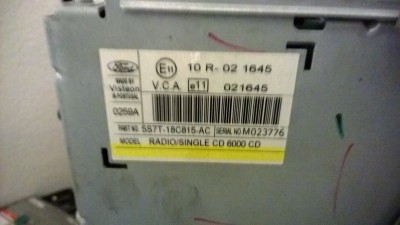 Ford
E11 10 R- 02 1645
MADE BY
Visteon
IN PORTUGAL
V.C.A e11 021645
0259A
PART NO 5S7T-18C815-AC SERIAL NO M023776
MODEL RADIO/SINGLE CD 6000 CD